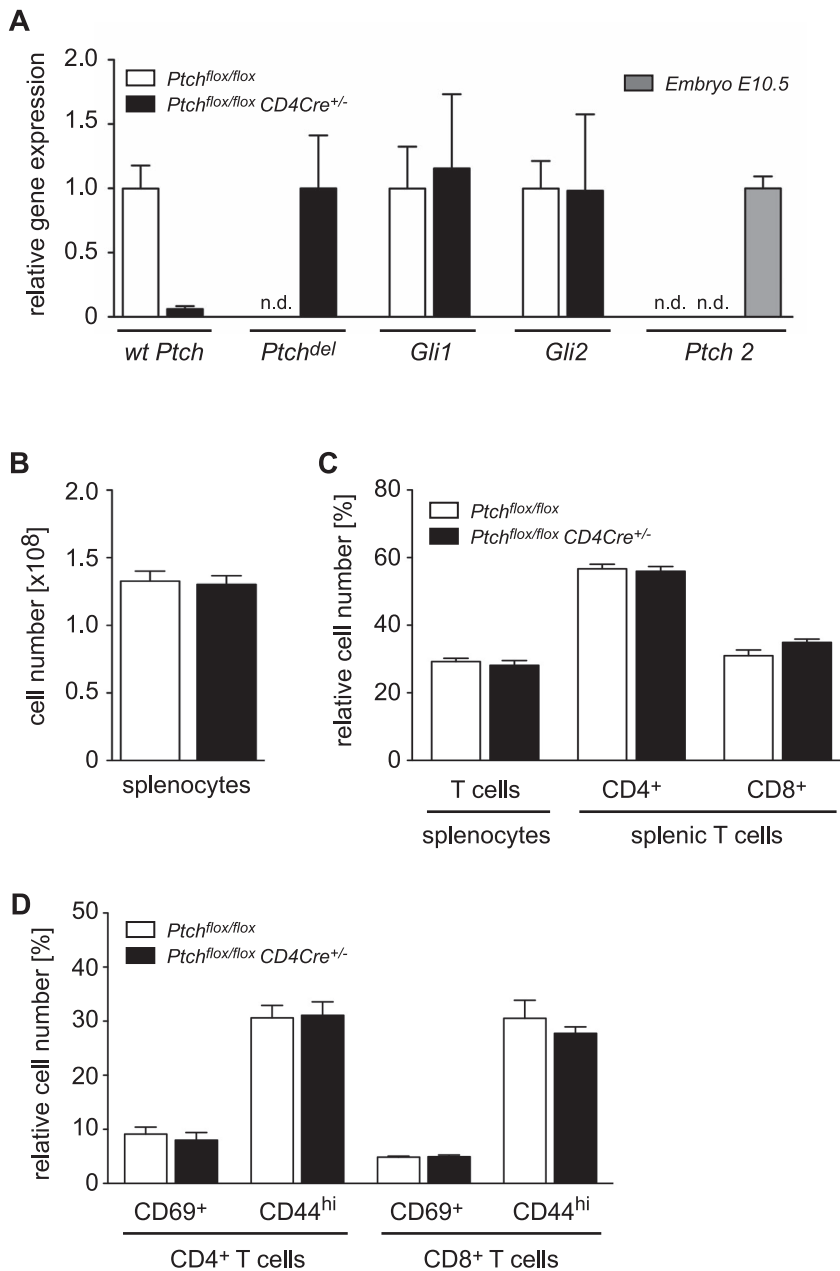 A
relative gene expression
2.0
1.5
1.0
0.5
0
Ptch^flox/flox
Ptch^flox/flox CD4Cre^+/-
Embryo E10.5
n.d.
n.d. n.d.
wt Ptch Ptch^del Gli1 Gli2 Ptch 2
B
cell number [x10^8]
2.0
1.5
1.0
0.5
0
splenocytes
C
relative cell number [%]
80
60
40
20
0
Ptch^flox/flox
Ptch^flox/flox CD4Cre^+/-
T cells CD4+ CD8+
splenocytes splenic T cells
D
relative cell number [%]
50
40
30
20
10
0
Ptch^flox/flox
Ptch^flox/flox CD4Cre^+/-
CD69+ CD44^hi CD69+ CD44^hi
CD4+ T cells CD8+ T cells